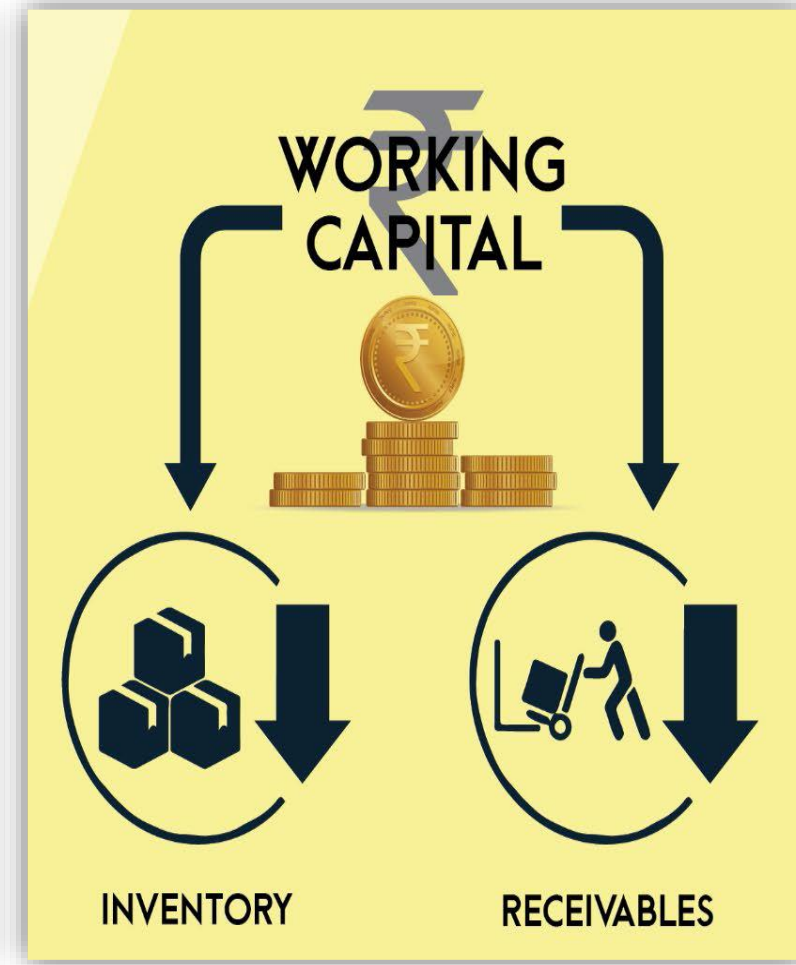 ₹
WORKING
CAPITAL
₹
INVENTORY
RECEIVABLES